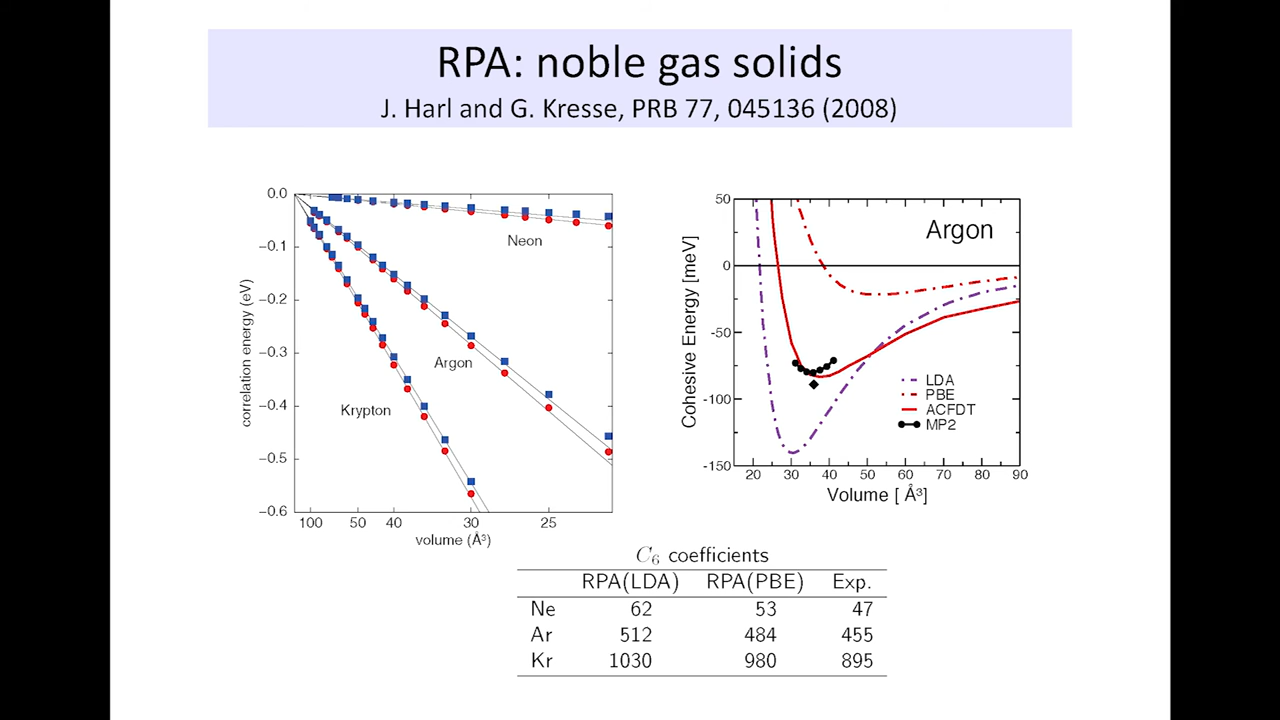 RPA: noble gas solids
J. Harl and G. Kresse, PRB 77, 045136 (2008)
0.0
−0.1
−0.2
−0.3
−0.4
−0.5
−0.6
correlation energy (eV)
Neon
Argon
Krypton
100 50 40 30 25
volume (Å³)
50
0
-50
-100
-150
Cohesive Energy [meV]
Argon
LDA
PBE
ACFDT
MP2
20 30 40 50 60 70 80 90
Volume [ Å³]
C₆ coefficients
RPA(LDA) RPA(PBE) Exp.
Ne 62 53 47
Ar 512 484 455
Kr 1030 980 895